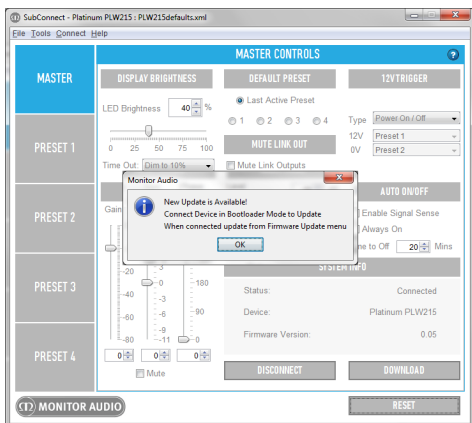 SubConnect - Platinum PLW215 : PLW215defaults.xml
File Tools Connect Help
MASTER CONTROLS ?
MASTER
PRESET 1
PRESET 2
PRESET 3
PRESET 4
DISPLAY BRIGHTNESS
LED Brightness 40 %
0 25 50 75 100
Time Out: Dim to 10%
DEFAULT PRESET
Last Active Preset
1 2 3 4
MUTE LINK OUT
Mute Link Outputs
12V TRIGGER
Type Power On / Off
12V Preset 1
0V Preset 2
Monitor Audio
New Update is Available!
Connect Device in Bootloader Mode to Update
When connected update from Firmware Update menu
OK
Gain
-20
-40
-60
-80
3
0
-3
-6
-9
-11
-180
-90
0
0 0 0
Mute
AUTO ON/OFF
Enable Signal Sense
Always On
to Off 20 Mins
SYSTEM INFO
Status: Connected
Device: Platinum PLW215
Firmware Version: 0.05
DISCONNECT DOWNLOAD
MONITOR AUDIO
RESET